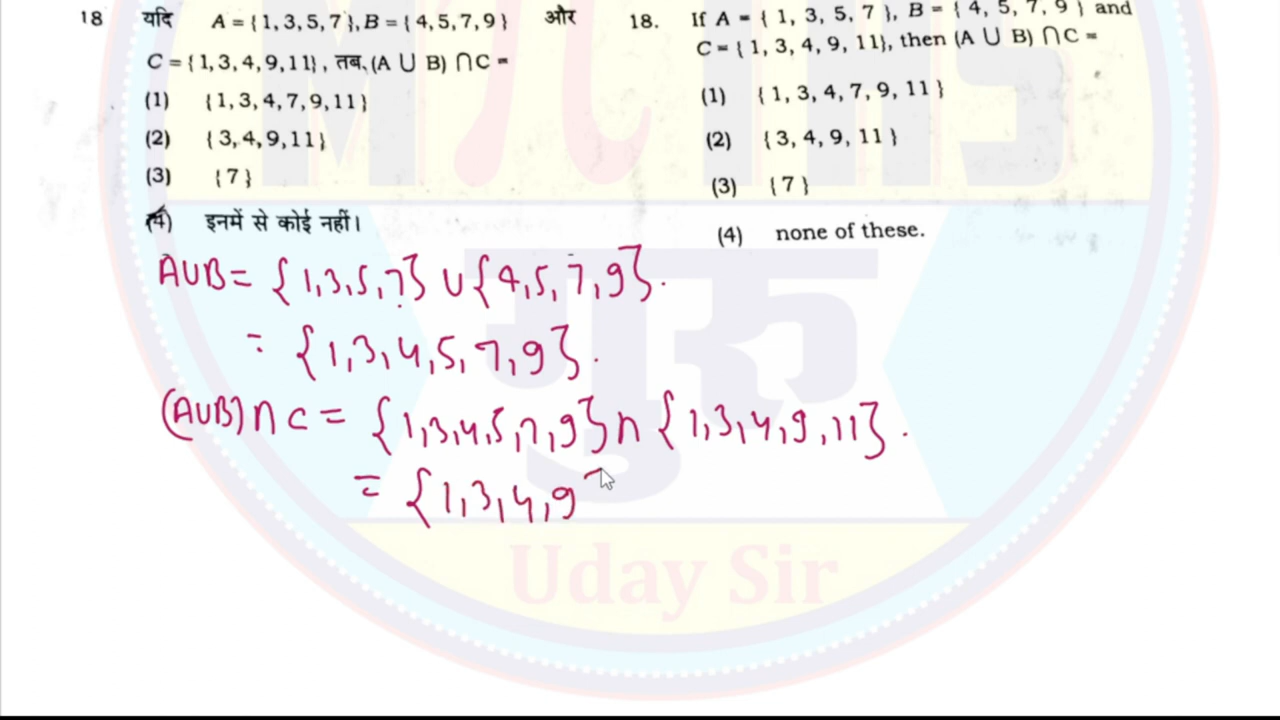 18 यदि A = { 1, 3, 5, 7 }, B = { 4, 5, 7, 9 } और
C = { 1, 3, 4, 9, 11 } , तब, (A ∪ B) ∩ C =
(1) { 1, 3, 4, 7, 9, 11 }
(2) { 3, 4, 9, 11 }
(3) { 7 }
(4) इनमें से कोई नहीं।
18. If A = { 1, 3, 5, 7 }, B = { 4, 5, 7, 9 } and
C = { 1, 3, 4, 9, 11}, then (A ∪ B) ∩ C =
(1) { 1, 3, 4, 7, 9, 11 }
(2) { 3, 4, 9, 11 }
(3) { 7 }
(4) none of these.
A∪B = {1,3,5,7} ∪ {4,5,7,9}.
= {1,3,4,5,7,9}.
(A∪B)∩C = {1,3,4,5,7,9} ∩ {1,3,4,9,11}.
= {1,3,4,9
Maths
गुरु
Uday Sir